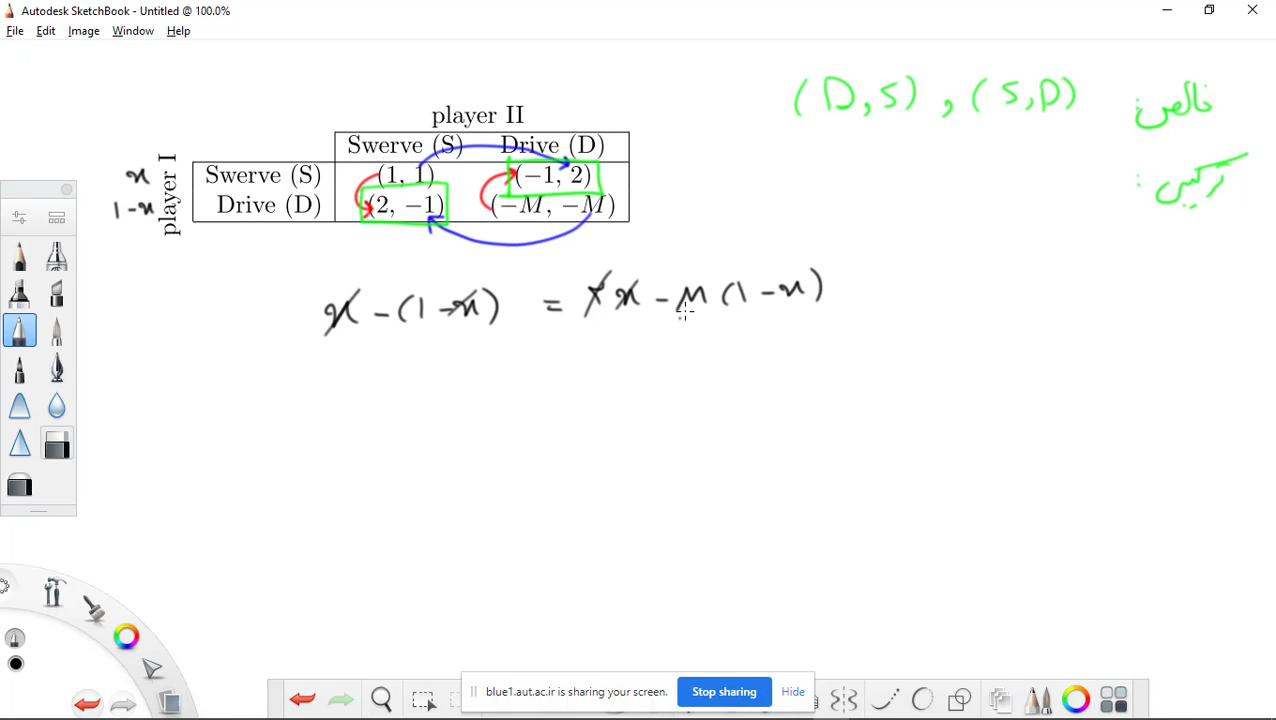 Autodesk SketchBook - Untitled @ 100.0%
File Edit Image Window Help
(D,S) , (S,D) خالص:
ترکیبی:
player II
Swerve (S) Drive (D)
x Swerve (S) (1, 1) (−1, 2)
1-x Drive (D) (2, −1) (−M, −M)
player I
x - (1 - x) = 2x - M(1 - x)
blue1.aut.ac.ir is sharing your screen. Stop sharing Hide